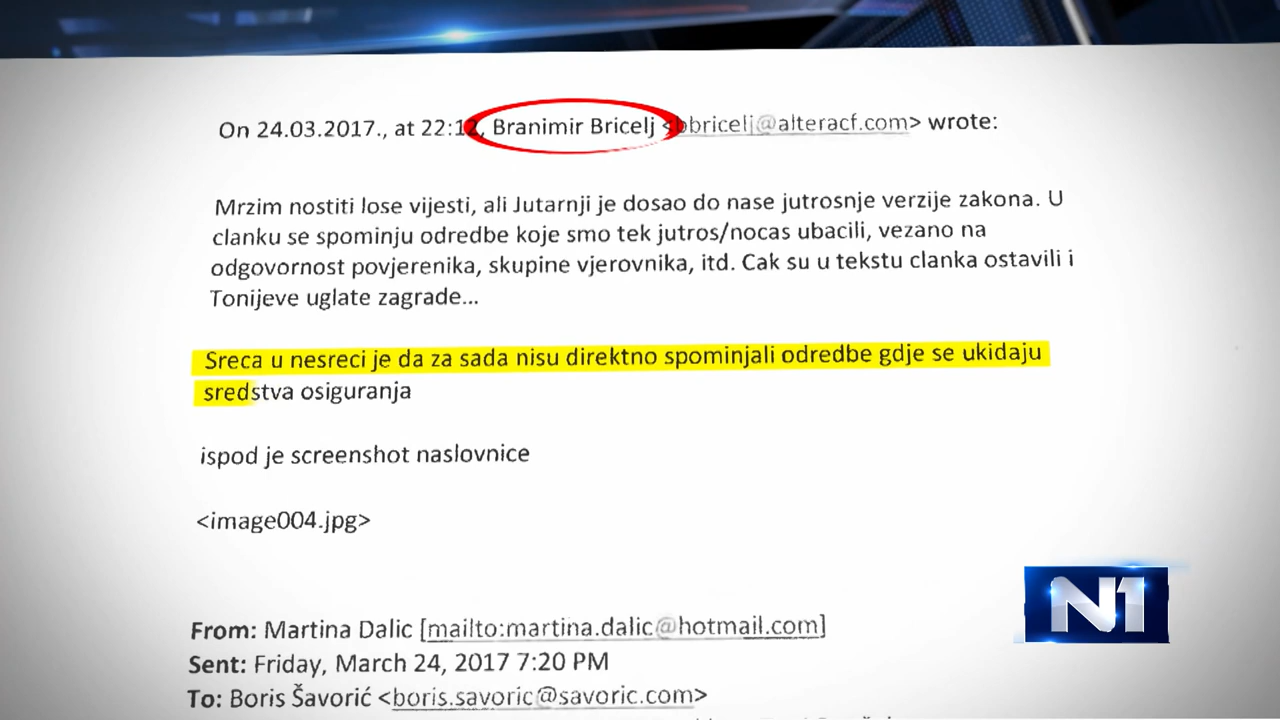 On 24.03.2017., at 22:12, Branimir Bricelj <bbricelj@alteracf.com> wrote:
Mrzim nostiti lose vijesti, ali Jutarnji je dosao do nase jutrosnje verzije zakona. U
clanku se spominju odredbe koje smo tek jutros/nocas ubacili, vezano na
odgovornost povjerenika, skupine vjerovnika, itd. Cak su u tekstu clanka ostavili i
Tonijeve uglate zagrade...
Sreca u nesreci je da za sada nisu direktno spominjali odredbe gdje se ukidaju
sredstva osiguranja
ispod je screenshot naslovnice
<image004.jpg>
N1
From: Martina Dalic [mailto:martina.dalic@hotmail.com]
Sent: Friday, March 24, 2017 7:20 PM
To: Boris Šavorić <boris.savoric@savoric.com>